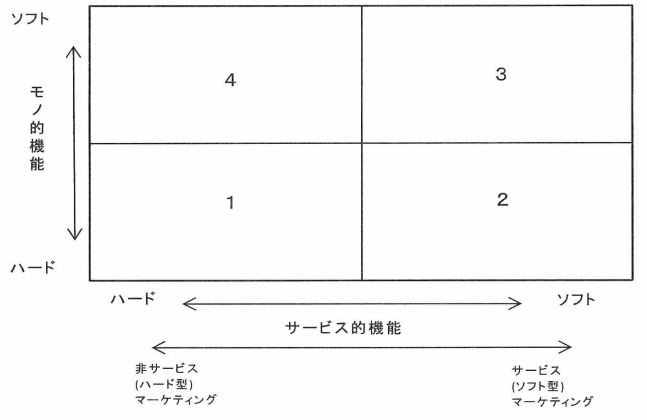 ソフト
4
3
モノ的機能
1
2
ハード
ハード
ソフト
サービス的機能
非サービス
(ハード型)
マーケティング
サービス
(ソフト型)
マーケティング